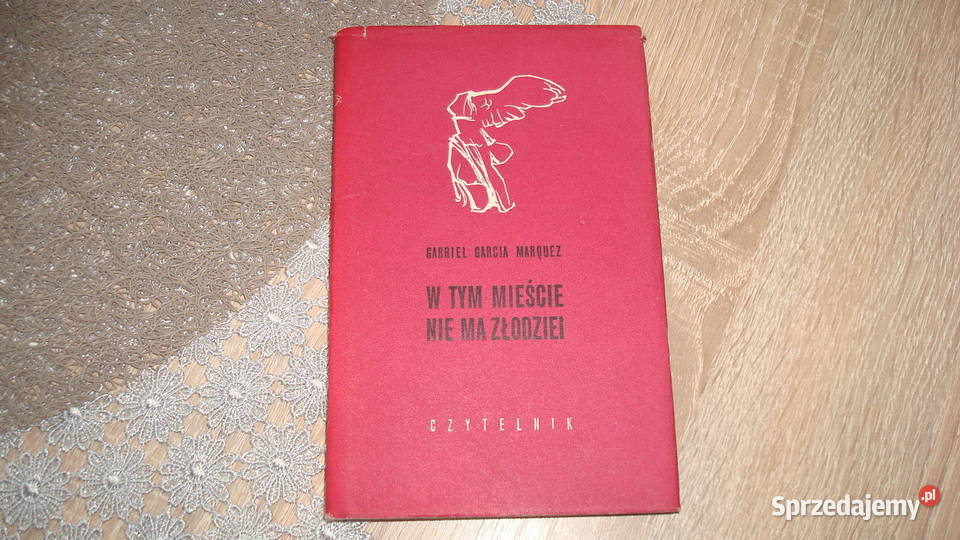 GABRIEL GARCIA MARQUEZ
W TYM MIEŚCIE
NIE MA ZŁODZIEI
CZYTELNIK
Sprzedajemy.pl